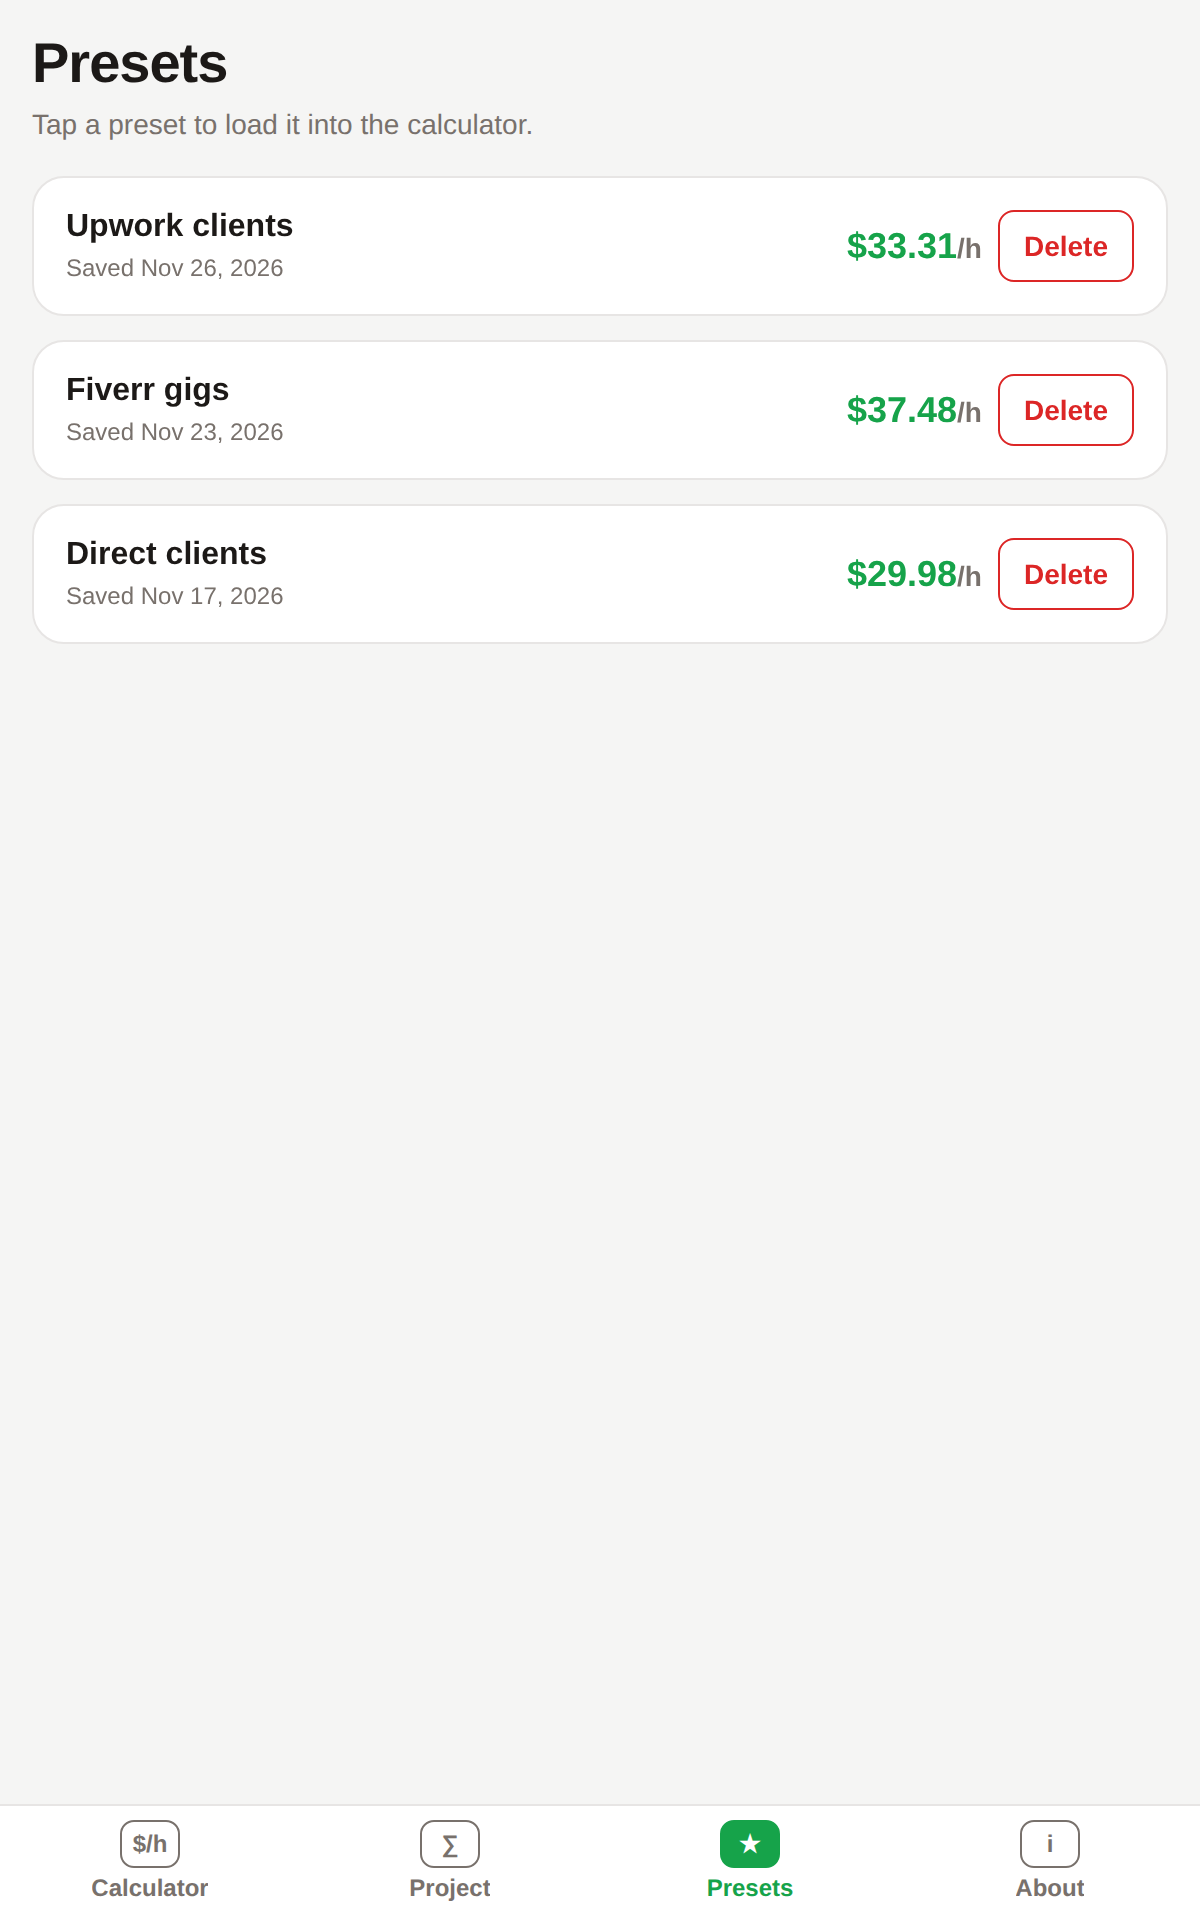 Presets
Tap a preset to load it into the calculator.
Upwork clients
Saved Nov 26, 2026
$33.31/h
Delete
Fiverr gigs
Saved Nov 23, 2026
$37.48/h
Delete
Direct clients
Saved Nov 17, 2026
$29.98/h
Delete
$/h
Calculator
∑
Project
★
Presets
i
About